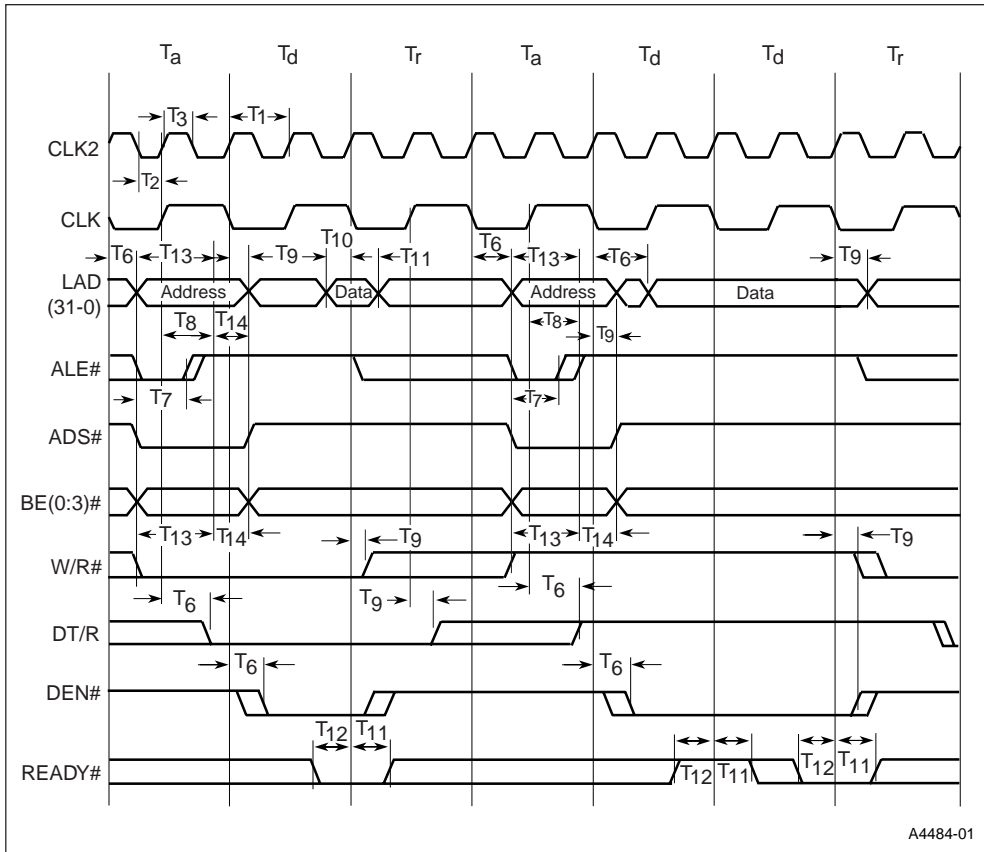 Ta Td Tr Ta Td Td Tr
T3 T1
CLK2
T2
CLK
T6 T13 T9 T10 T11 T6 T13 T6 T9
LAD
(31-0)
Address Data Address Data
T8 T14 T8 T9
ALE#
T7 T7
ADS#
BE(0:3)#
T13 T14 T9 T13 T14 T9
W/R#
T6 T9 T6
DT/R
T6 T6
DEN#
T12 T11
READY#
T12 T11 T12 T11
A4484-01